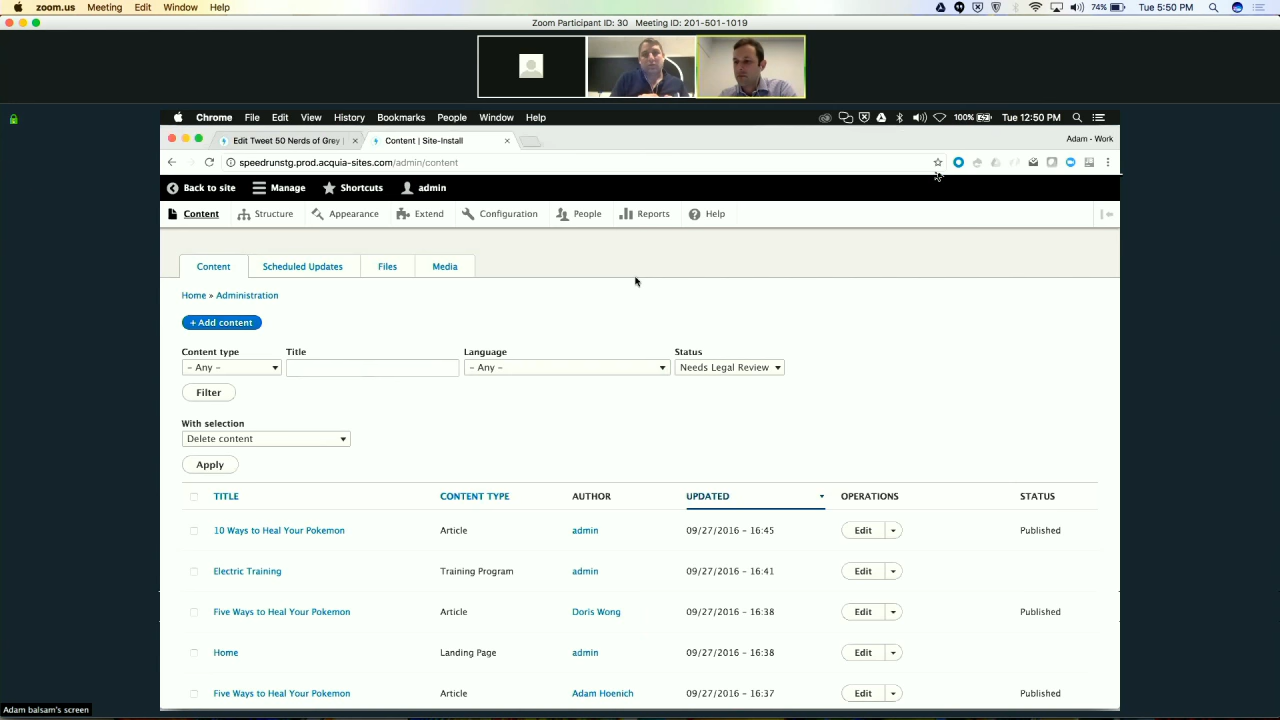 zoom.us Meeting Edit Window Help 74% Tue 5:50 PM
Zoom Participant ID: 30 Meeting ID: 201-501-1019
Chrome File Edit View History Bookmarks People Window Help 100% Tue 12:50 PM
Edit Tweet 50 Nerds of Grey Content | Site-Install Adam - Work
speedrunstg.prod.acquia-sites.com/admin/content
Back to site Manage Shortcuts admin
Content Structure Appearance Extend Configuration People Reports Help
Content Scheduled Updates Files Media
Home » Administration
+ Add content
Content type Title Language Status
- Any - - Any - Needs Legal Review
Filter
With selection
Delete content
Apply
TITLE CONTENT TYPE AUTHOR UPDATED OPERATIONS STATUS
10 Ways to Heal Your Pokemon Article admin 09/27/2016 - 16:45 Edit Published
Electric Training Training Program admin 09/27/2016 - 16:41 Edit
Five Ways to Heal Your Pokemon Article Doris Wong 09/27/2016 - 16:38 Edit Published
Home Landing Page admin 09/27/2016 - 16:38 Edit
Five Ways to Heal Your Pokemon Article Adam Hoenich 09/27/2016 - 16:37 Edit Published
Adam balsam's screen